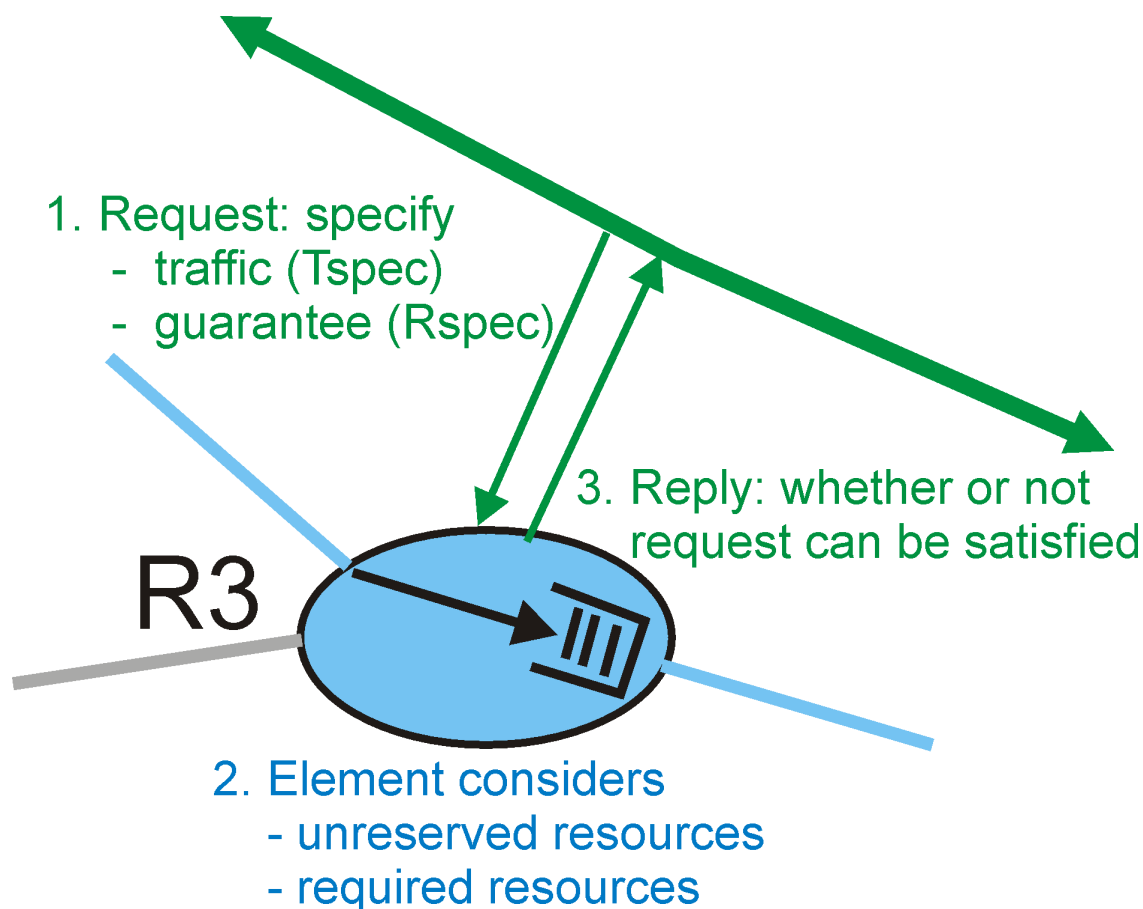 1. Request: specify
- traffic (Tspec)
- guarantee (Rspec)
3. Reply: whether or not
request can be satisfied
R3
2. Element considers
- unreserved resources
- required resources